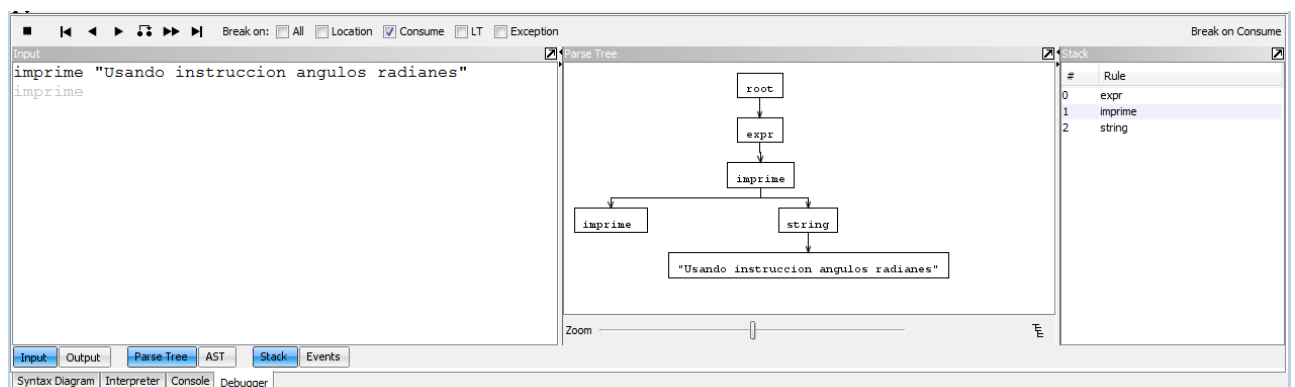 Break on: All Location Consume LT Exception Break on Consume
Input
imprime "Usando instruccion angulos radianes"
imprime
Parse Tree
root
expr
imprime
imprime string
"Usando instruccion angulos radianes"
Zoom
Stack
# Rule
0 expr
1 imprime
2 string
Input Output Parse Tree AST Stack Events
Syntax Diagram Interpreter Console Debugger